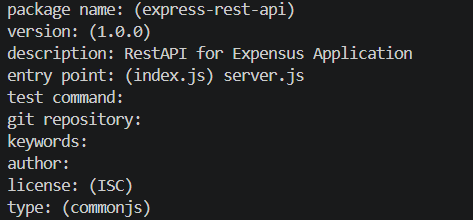 package name: (express-rest-api)
version: (1.0.0)
description: RestAPI for Expensus Application
entry point: (index.js) server.js
test command:
git repository:
keywords:
author:
license: (ISC)
type: (commonjs)